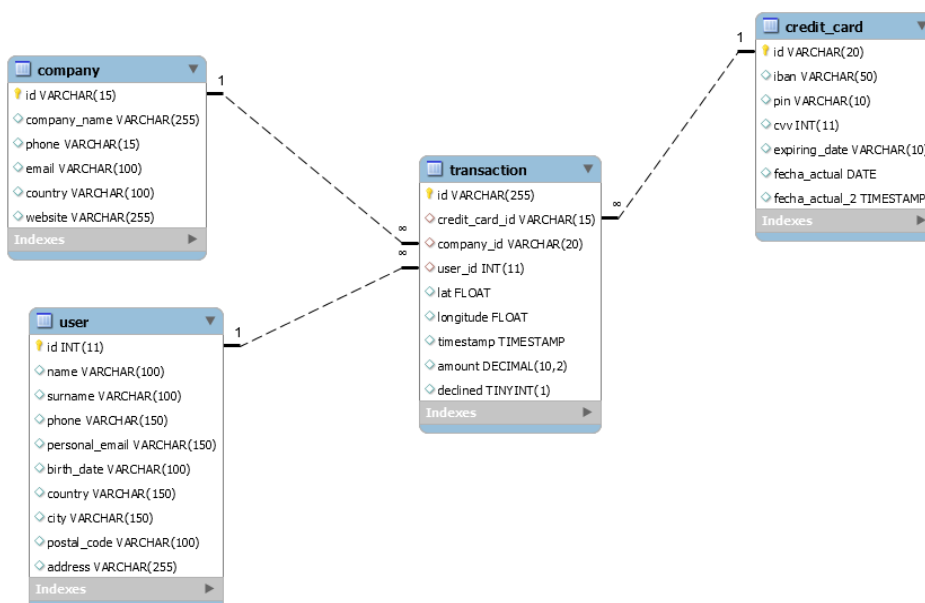 company
id VARCHAR(15)
company_name VARCHAR(255)
phone VARCHAR(15)
email VARCHAR(100)
country VARCHAR(100)
website VARCHAR(255)
Indexes
1
∞
user
id INT(11)
name VARCHAR(100)
surname VARCHAR(100)
phone VARCHAR(150)
personal_email VARCHAR(150)
birth_date VARCHAR(100)
country VARCHAR(150)
city VARCHAR(150)
postal_code VARCHAR(100)
address VARCHAR(255)
Indexes
1
∞
transaction
id VARCHAR(255)
credit_card_id VARCHAR(15)
company_id VARCHAR(20)
user_id INT(11)
lat FLOAT
longitude FLOAT
timestamp TIMESTAMP
amount DECIMAL(10,2)
declined TINYINT(1)
Indexes
∞
1
credit_card
id VARCHAR(20)
iban VARCHAR(50)
pin VARCHAR(10)
cvv INT(11)
expiring_date VARCHAR(10)
fecha_actual DATE
fecha_actual_2 TIMESTAMP
Indexes